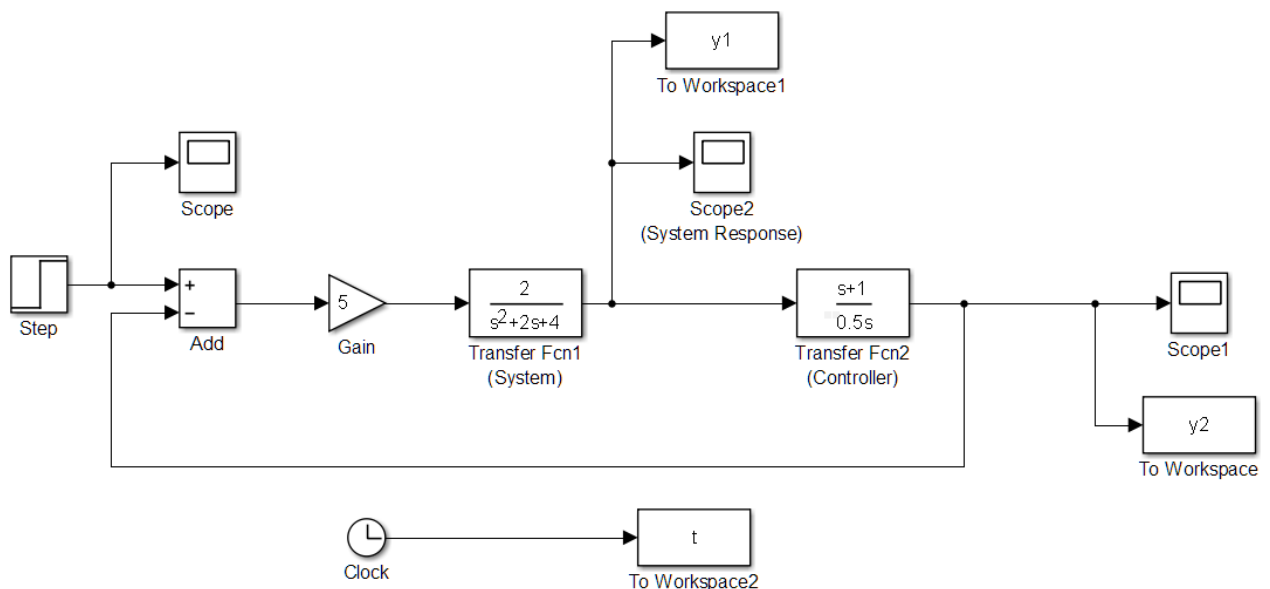 y1
To Workspace1
Scope
Scope2
(System Response)
Step
+
−
Add
5
Gain
2
s²+2s+4
Transfer Fcn1
(System)
s+1
0.5s
Transfer Fcn2
(Controller)
Scope1
y2
To Workspace
Clock
t
To Workspace2